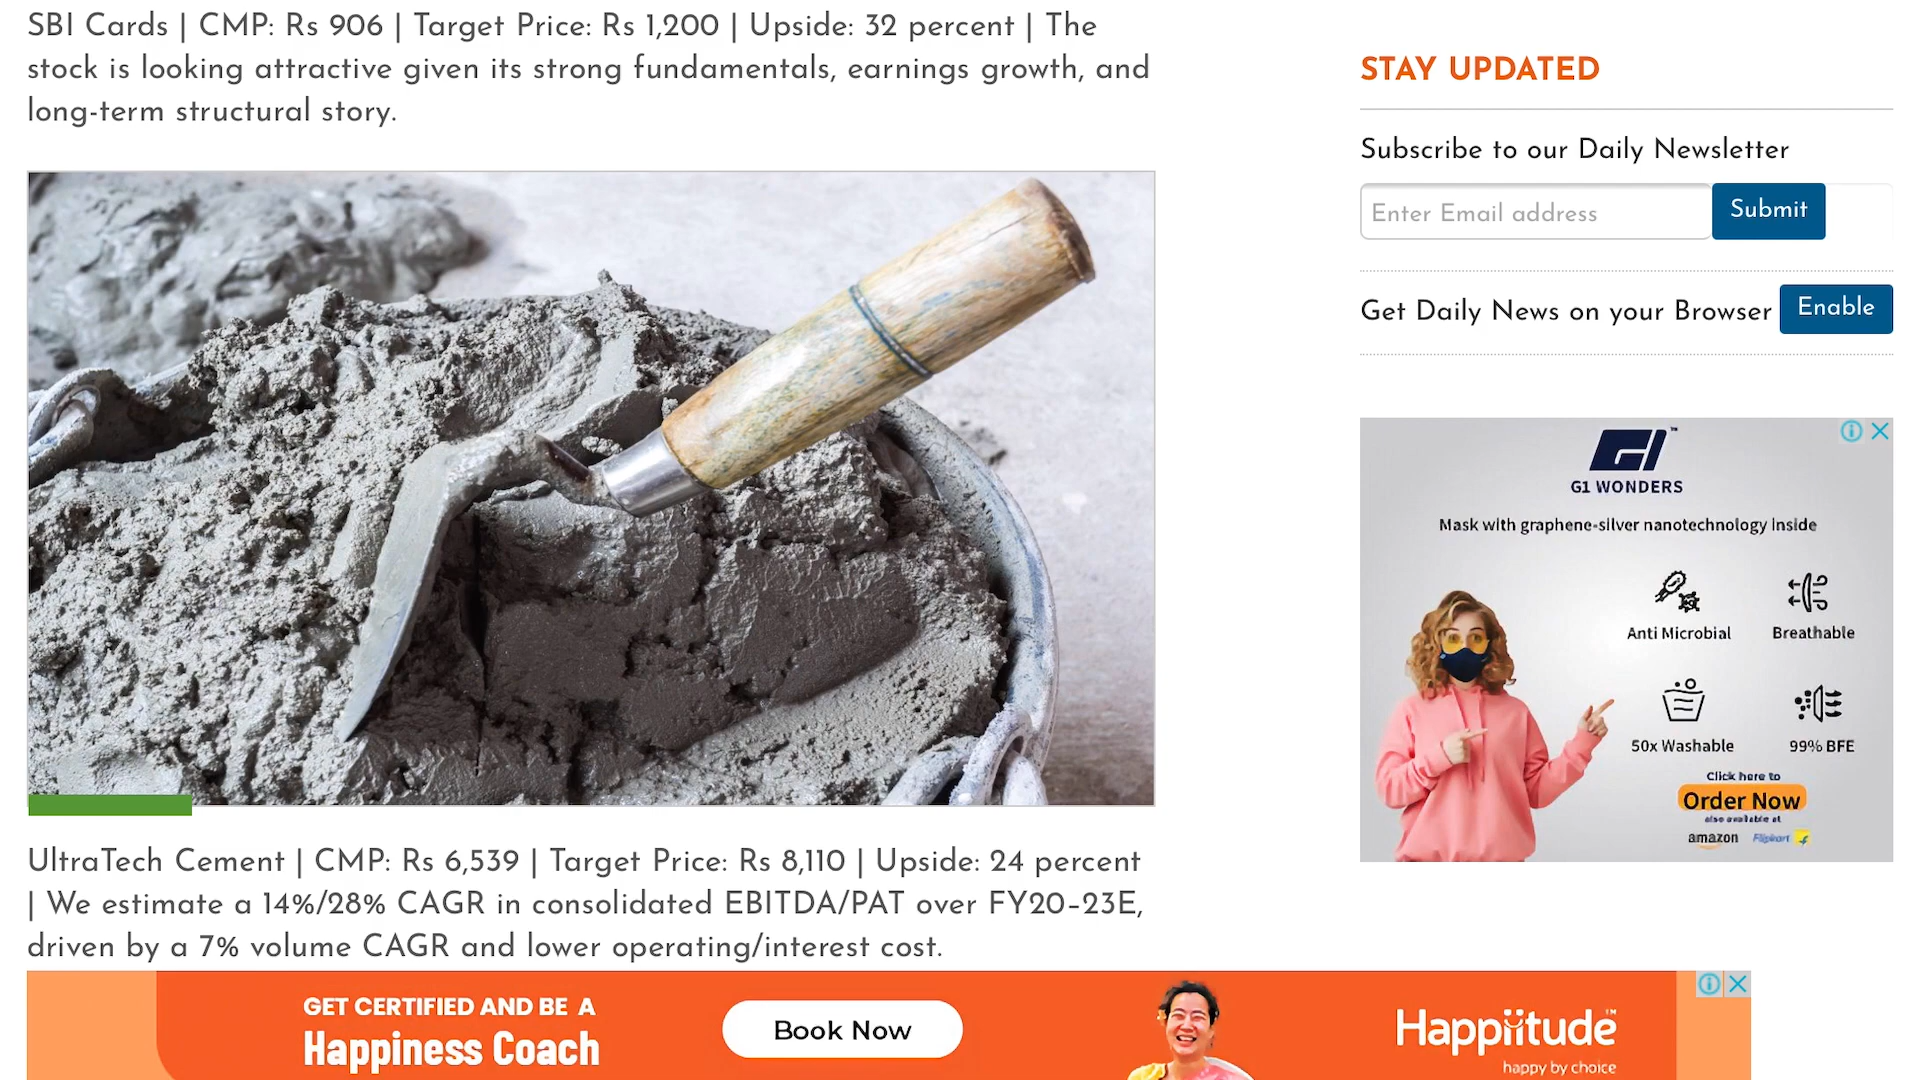 SBI Cards | CMP: Rs 906 | Target Price: Rs 1,200 | Upside: 32 percent | The
stock is looking attractive given its strong fundamentals, earnings growth, and
long-term structural story.
UltraTech Cement | CMP: Rs 6,539 | Target Price: Rs 8,110 | Upside: 24 percent
| We estimate a 14%/28% CAGR in consolidated EBITDA/PAT over FY20–23E,
driven by a 7% volume CAGR and lower operating/interest cost.
STAY UPDATED
Subscribe to our Daily Newsletter
Enter Email address
Submit
Get Daily News on your Browser
Enable
G1 WONDERS
Mask with graphene-silver nanotechnology inside
Anti Microbial
Breathable
50x Washable
99% BFE
Click here to
Order Now
also available at
amazon
Flipkart
GET CERTIFIED AND BE A
Happiness Coach
Book Now
Happiitude™
happy by choice